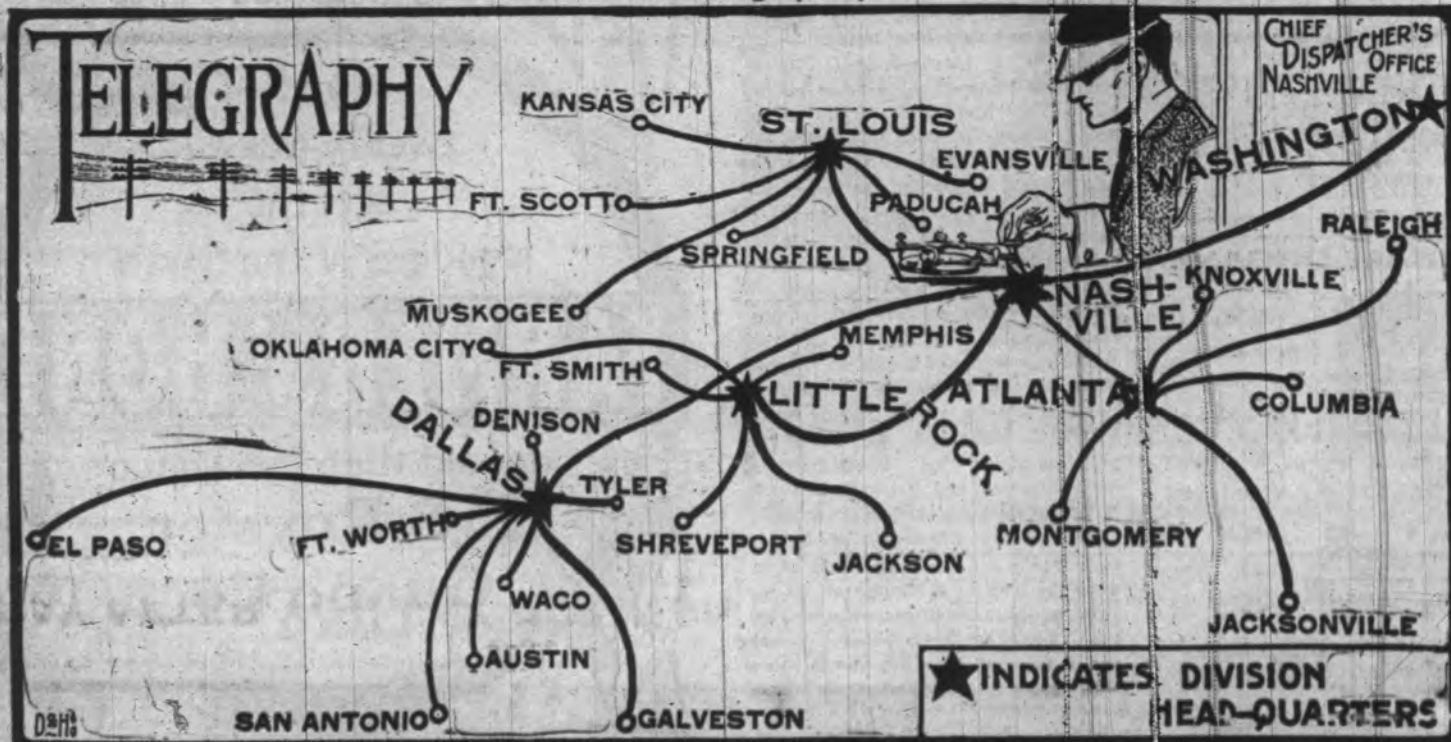 TELEGRAPHY
CHIEF
DISPATCHER'S
OFFICE
NASHVILLE
KANSAS CITY
ST. LOUIS
EVANSVILLE
WASHINGTON
FT. SCOTT
PADUCAH
RALEIGH
SPRINGFIELD
KNOXVILLE
NASH-
VILLE
MUSKOGEE
OKLAHOMA CITY
MEMPHIS
FT. SMITH
LITTLE ROCK
ATLANTA
COLUMBIA
DENISON
DALLAS
TYLER
EL PASO
FT. WORTH
SHREVEPORT
JACKSON
MONTGOMERY
WACO
JACKSONVILLE
AUSTIN
SAN ANTONIO
GALVESTON
INDICATES DIVISION
HEAD-QUARTERS